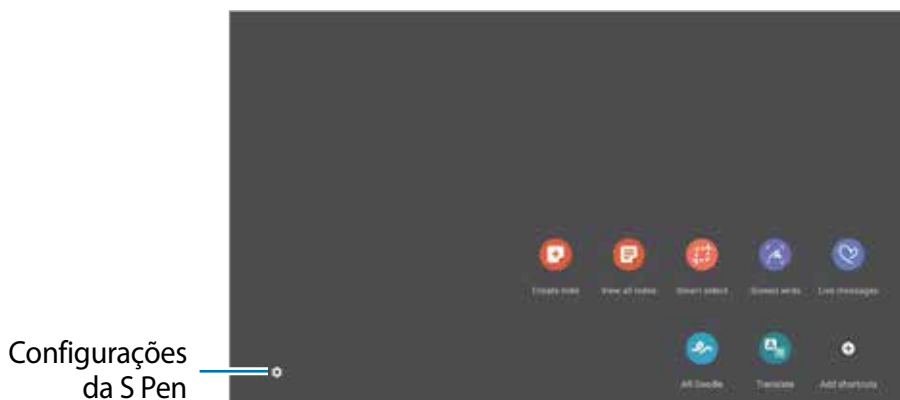 Create note View all notes Smart select Screen write Live messages
Configurações
da S Pen
AR Doodle Translate Add shortcuts